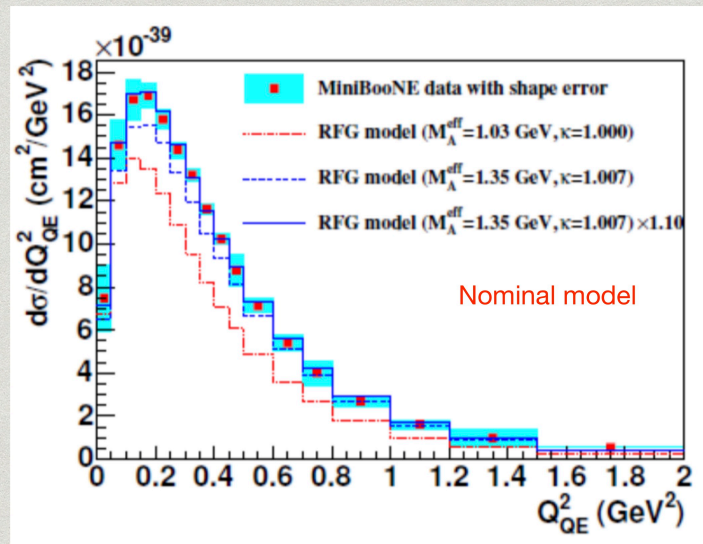 ×10⁻³⁹
dσ/dQ²QE (cm²/GeV²)
18
16
14
12
10
8
6
4
2
0
MiniBooNE data with shape error
RFG model (M_A^eff=1.03 GeV,κ=1.000)
RFG model (M_A^eff=1.35 GeV,κ=1.007)
RFG model (M_A^eff=1.35 GeV,κ=1.007)×1.10
Nominal model
0 0.2 0.4 0.6 0.8 1 1.2 1.4 1.6 1.8 2
Q²QE (GeV²)